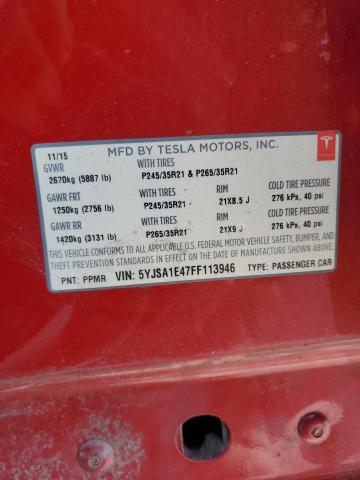 11/15 MFD BY TESLA MOTORS, INC.
GVWR WITH TIRES
2670kg (5887 lb) P245/35R21 & P265/35R21
GAWR FRT WITH TIRES RIM COLD TIRE PRESSURE
1250kg (2756 lb) P245/35R21 21X8.5 J 276 kPa, 40 psi
GAWR RR WITH TIRES RIM COLD TIRE PRESSURE
1420kg (3131 lb) P265/35R21 21X9 J 276 kPa, 40 psi
THIS VEHICLE CONFORMS TO ALL APPLICABLE U.S. FEDERAL MOTOR VEHICLE SAFETY, BUMPER, AND
THEFT PREVENTION STANDARDS IN EFFECT ON THE DATE OF MANUFACTURE SHOWN ABOVE.
PNT: PPMR VIN: 5YJSA1E47FF113946 TYPE: PASSENGER CAR
TESLA